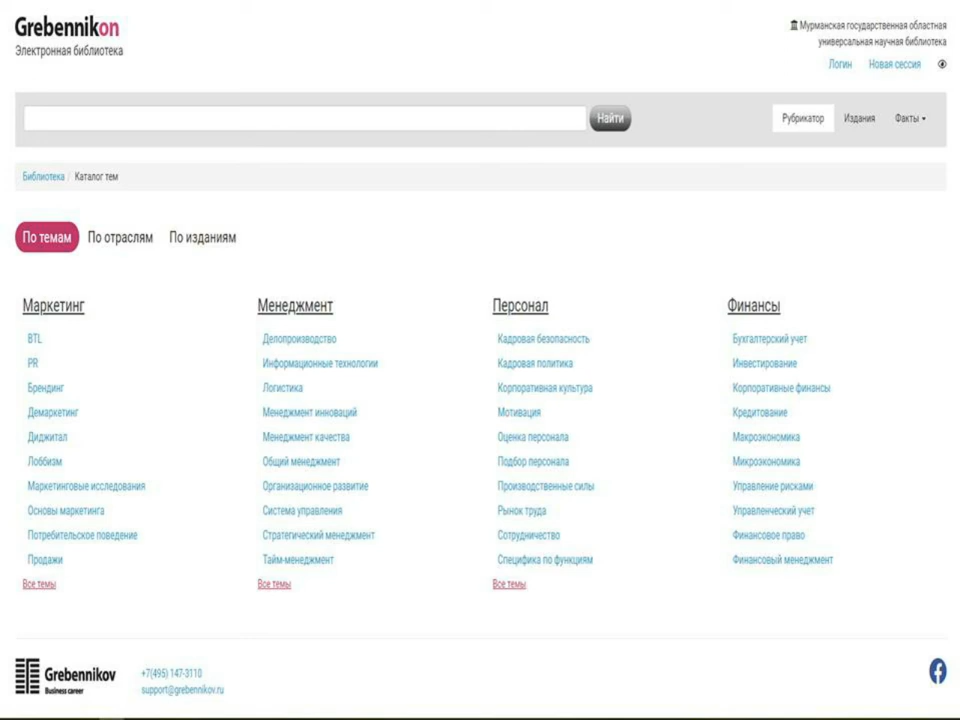 Grebennikon
Электронная библиотека
Мурманская государственная областная
универсальная научная библиотека
Логин Новая сессия
Найти
Рубрикатор Издания Факты
Библиотека / Каталог тем
По темам По отраслям По изданиям
Маркетинг
BTL
PR
Брендинг
Демаркетинг
Диджитал
Лоббизм
Маркетинговые исследования
Основы маркетинга
Потребительское поведение
Продажи
Все темы
Менеджмент
Делопроизводство
Информационные технологии
Логистика
Менеджмент инноваций
Менеджмент качества
Общий менеджмент
Организационное развитие
Система управления
Стратегический менеджмент
Тайм-менеджмент
Все темы
Персонал
Кадровая безопасность
Кадровая политика
Корпоративная культура
Мотивация
Оценка персонала
Подбор персонала
Производственные силы
Рынок труда
Сотрудничество
Специфика по функциям
Все темы
Финансы
Бухгалтерский учет
Инвестирование
Корпоративные финансы
Кредитование
Макроэкономика
Микроэкономика
Управление рисками
Управленческий учет
Финансовое право
Финансовый менеджмент
Grebennikov
Business career
+7(495) 147-3110
support@grebennikov.ru